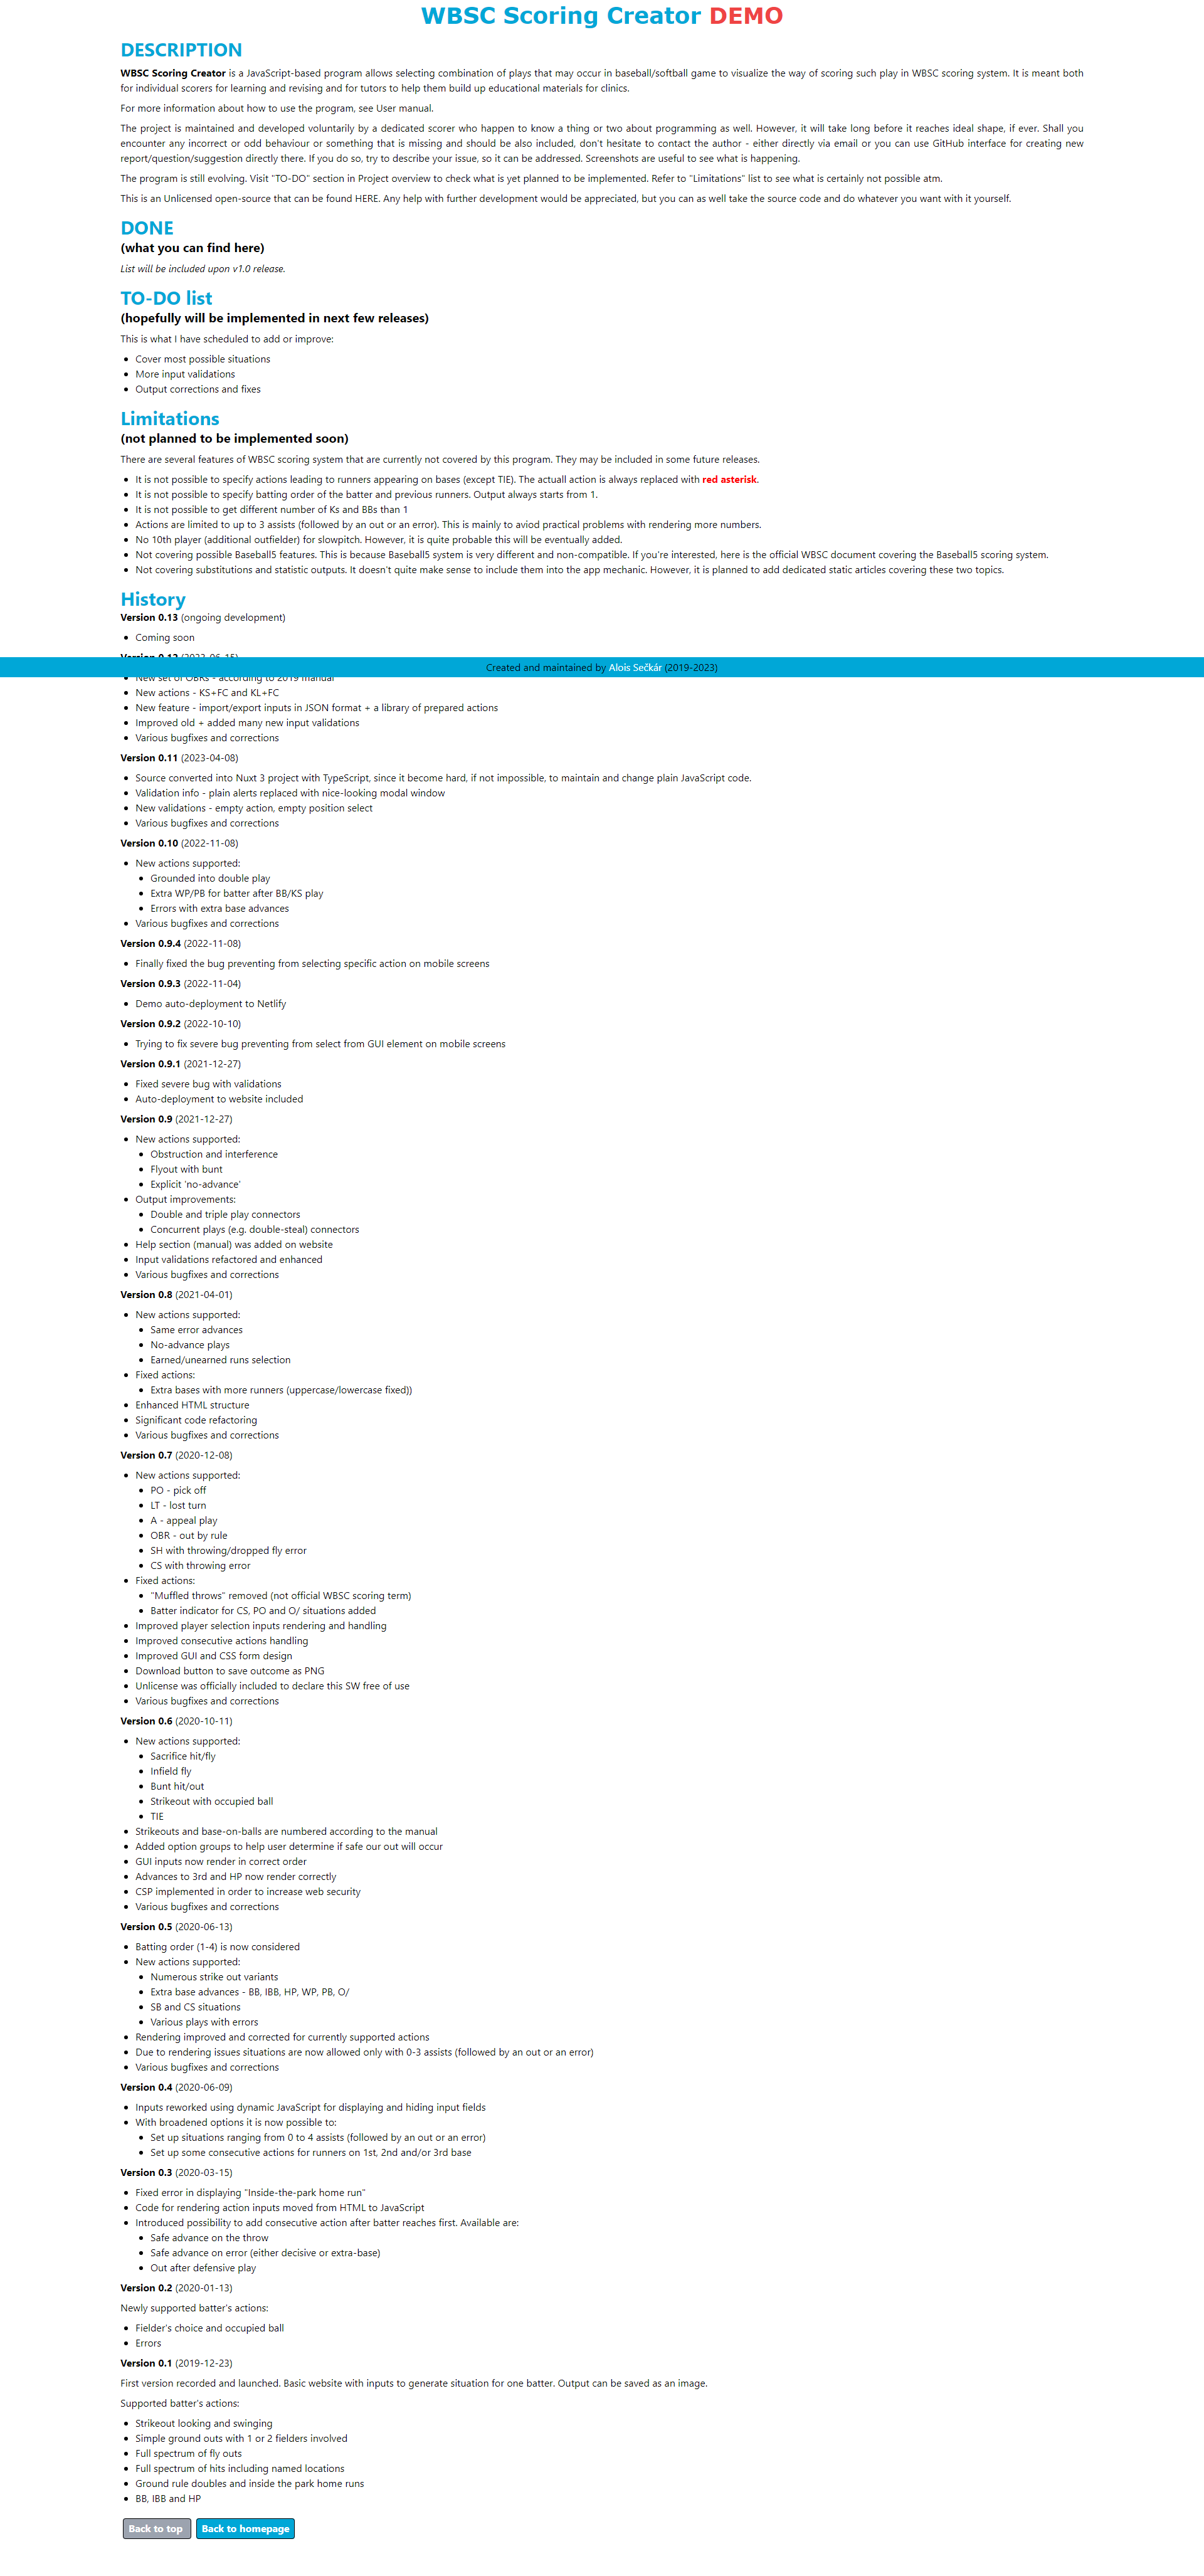 WBSC Scoring Creator DEMO
DESCRIPTION
WBSC Scoring Creator is a JavaScript-based program allows selecting combination of plays that may occur in baseball/softball game to visualize the way of scoring such play in WBSC scoring system. It is meant both
for individual scorers for learning and revising and for tutors to help them build up educational materials for clinics.
For more information about how to use the program, see User manual.
The project is maintained and developed voluntarily by a dedicated scorer who happen to know a thing or two about programming as well. However, it will take long before it reaches ideal shape, if ever. Shall you
encounter any incorrect or odd behaviour or something that is missing and should be also included, don't hesitate to contact the author - either directly via email or you can use GitHub interface for creating new
report/question/suggestion directly there. If you do so, try to describe your issue, so it can be addressed. Screenshots are useful to see what is happening.
The program is still evolving. Visit "TO-DO" section in Project overview to check what is yet planned to be implemented. Refer to "Limitations" list to see what is certainly not possible atm.
This is an Unlicensed open-source that can be found HERE. Any help with further development would be appreciated, but you can as well take the source code and do whatever you want with it yourself.
DONE
(what you can find here)
List will be included upon v1.0 release.
TO-DO list
(hopefully will be implemented in next few releases)
This is what I have scheduled to add or improve:
Cover most possible situations
More input validations
Output corrections and fixes
Limitations
(not planned to be implemented soon)
There are several features of WBSC scoring system that are currently not covered by this program. They may be included in some future releases.
It is not possible to specify actions leading to runners appearing on bases (except TIE). The actuall action is always replaced with red asterisk.
It is not possible to specify batting order of the batter and previous runners. Output always starts from 1.
It is not possible to get different number of Ks and BBs than 1
Actions are limited to up to 3 assists (followed by an out or an error). This is mainly to aviod practical problems with rendering more numbers.
No 10th player (additional outfielder) for slowpitch. However, it is quite probable this will be eventually added.
Not covering possible Baseball5 features. This is because Baseball5 system is very different and non-compatible. If you're interested, here is the official WBSC document covering the Baseball5 scoring system.
Not covering substitutions and statistic outputs. It doesn't quite make sense to include them into the app mechanic. However, it is planned to add dedicated static articles covering these two topics.
History
Version 0.13 (ongoing development)
Coming soon
Version 0.12 (2023-06-15)
Created and maintained by Alois Sečkár (2019-2023)
New set of OBRs - according to 2019 manual
New actions - KS+FC and KL+FC
New feature - import/export inputs in JSON format + a library of prepared actions
Improved old + added many new input validations
Various bugfixes and corrections
Version 0.11 (2023-04-08)
Source converted into Nuxt 3 project with TypeScript, since it become hard, if not impossible, to maintain and change plain JavaScript code.
Validation info - plain alerts replaced with nice-looking modal window
New validations - empty action, empty position select
Various bugfixes and corrections
Version 0.10 (2022-11-08)
New actions supported:
Grounded into double play
Extra WP/PB for batter after BB/KS play
Errors with extra base advances
Various bugfixes and corrections
Version 0.9.4 (2022-11-08)
Finally fixed the bug preventing from selecting specific action on mobile screens
Version 0.9.3 (2022-11-04)
Demo auto-deployment to Netlify
Version 0.9.2 (2022-10-10)
Trying to fix severe bug preventing from select from GUI element on mobile screens
Version 0.9.1 (2021-12-27)
Fixed severe bug with validations
Auto-deployment to website included
Version 0.9 (2021-12-27)
New actions supported:
Obstruction and interference
Flyout with bunt
Explicit 'no-advance'
Output improvements:
Double and triple play connectors
Concurrent plays (e.g. double-steal) connectors
Help section (manual) was added on website
Input validations refactored and enhanced
Various bugfixes and corrections
Version 0.8 (2021-04-01)
New actions supported:
Same error advances
No-advance plays
Earned/unearned runs selection
Fixed actions:
Extra bases with more runners (uppercase/lowercase fixed))
Enhanced HTML structure
Significant code refactoring
Various bugfixes and corrections
Version 0.7 (2020-12-08)
New actions supported:
PO - pick off
LT - lost turn
A - appeal play
OBR - out by rule
SH with throwing/dropped fly error
CS with throwing error
Fixed actions:
"Muffled throws" removed (not official WBSC scoring term)
Batter indicator for CS, PO and O/ situations added
Improved player selection inputs rendering and handling
Improved consecutive actions handling
Improved GUI and CSS form design
Download button to save outcome as PNG
Unlicense was officially included to declare this SW free of use
Various bugfixes and corrections
Version 0.6 (2020-10-11)
New actions supported:
Sacrifice hit/fly
Infield fly
Bunt hit/out
Strikeout with occupied ball
TIE
Strikeouts and base-on-balls are numbered according to the manual
Added option groups to help user determine if safe our out will occur
GUI inputs now render in correct order
Advances to 3rd and HP now render correctly
CSP implemented in order to increase web security
Various bugfixes and corrections
Version 0.5 (2020-06-13)
Batting order (1-4) is now considered
New actions supported:
Numerous strike out variants
Extra base advances - BB, IBB, HP, WP, PB, O/
SB and CS situations
Various plays with errors
Rendering improved and corrected for currently supported actions
Due to rendering issues situations are now allowed only with 0-3 assists (followed by an out or an error)
Various bugfixes and corrections
Version 0.4 (2020-06-09)
Inputs reworked using dynamic JavaScript for displaying and hiding input fields
With broadened options it is now possible to:
Set up situations ranging from 0 to 4 assists (followed by an out or an error)
Set up some consecutive actions for runners on 1st, 2nd and/or 3rd base
Version 0.3 (2020-03-15)
Fixed error in displaying "Inside-the-park home run"
Code for rendering action inputs moved from HTML to JavaScript
Introduced possibility to add consecutive action after batter reaches first. Available are:
Safe advance on the throw
Safe advance on error (either decisive or extra-base)
Out after defensive play
Version 0.2 (2020-01-13)
Newly supported batter's actions:
Fielder's choice and occupied ball
Errors
Version 0.1 (2019-12-23)
First version recorded and launched. Basic website with inputs to generate situation for one batter. Output can be saved as an image.
Supported batter's actions:
Strikeout looking and swinging
Simple ground outs with 1 or 2 fielders involved
Full spectrum of fly outs
Full spectrum of hits including named locations
Ground rule doubles and inside the park home runs
BB, IBB and HP
Back to top
Back to homepage